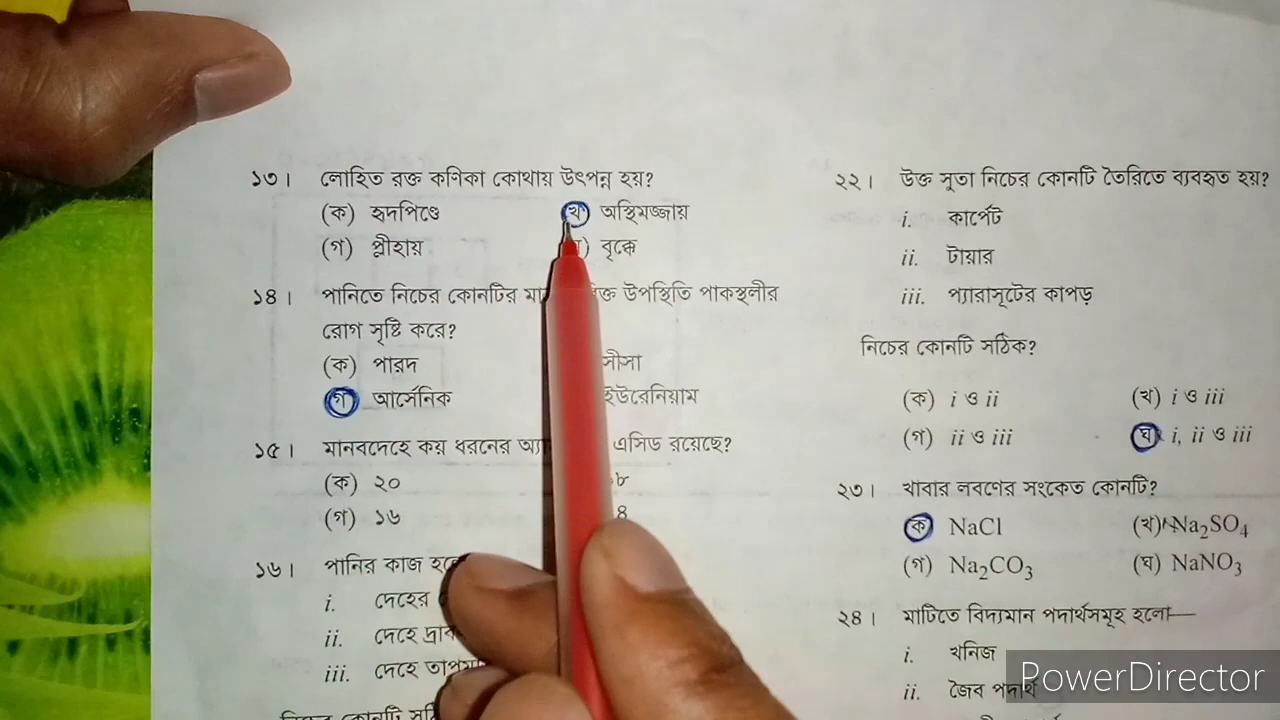 ১৩। লোহিত রক্ত কণিকা কোথায় উৎপন্ন হয়?
(ক) হৃদপিণ্ডে (খ) অস্থিমজ্জায়
(গ) প্লীহায় বৃক্কে
১৪। পানিতে নিচের কোনটির উপস্থিতি পাকস্থলীর
রোগ সৃষ্টি করে?
(ক) পারদ সীসা
(গ) আর্সেনিক ইউরেনিয়াম
১৫। মানবদেহে কয় ধরনের এসিড রয়েছে?
(ক) ২০
(গ) ১৬
১৬। পানির কাজ
i. দেহের
ii. দেহে
iii. দেহে
নিচের কোনটি
২২। উক্ত সুতা নিচের কোনটি তৈরিতে ব্যবহৃত হয়?
i. কার্পেট
ii. টায়ার
iii. প্যারাসুটের কাপড়
নিচের কোনটি সঠিক?
(ক) i ও ii (খ) i ও iii
(গ) ii ও iii (ঘ) i, ii ও iii
২৩। খাবার লবণের সংকেত কোনটি?
(ক) NaCl (খ) Na₂SO₄
(গ) Na₂CO₃ (ঘ) NaNO₃
২৪। মাটিতে বিদ্যমান পদার্থসমূহ হলো—
i. খনিজ
ii. জৈব পদার্থ
PowerDirector